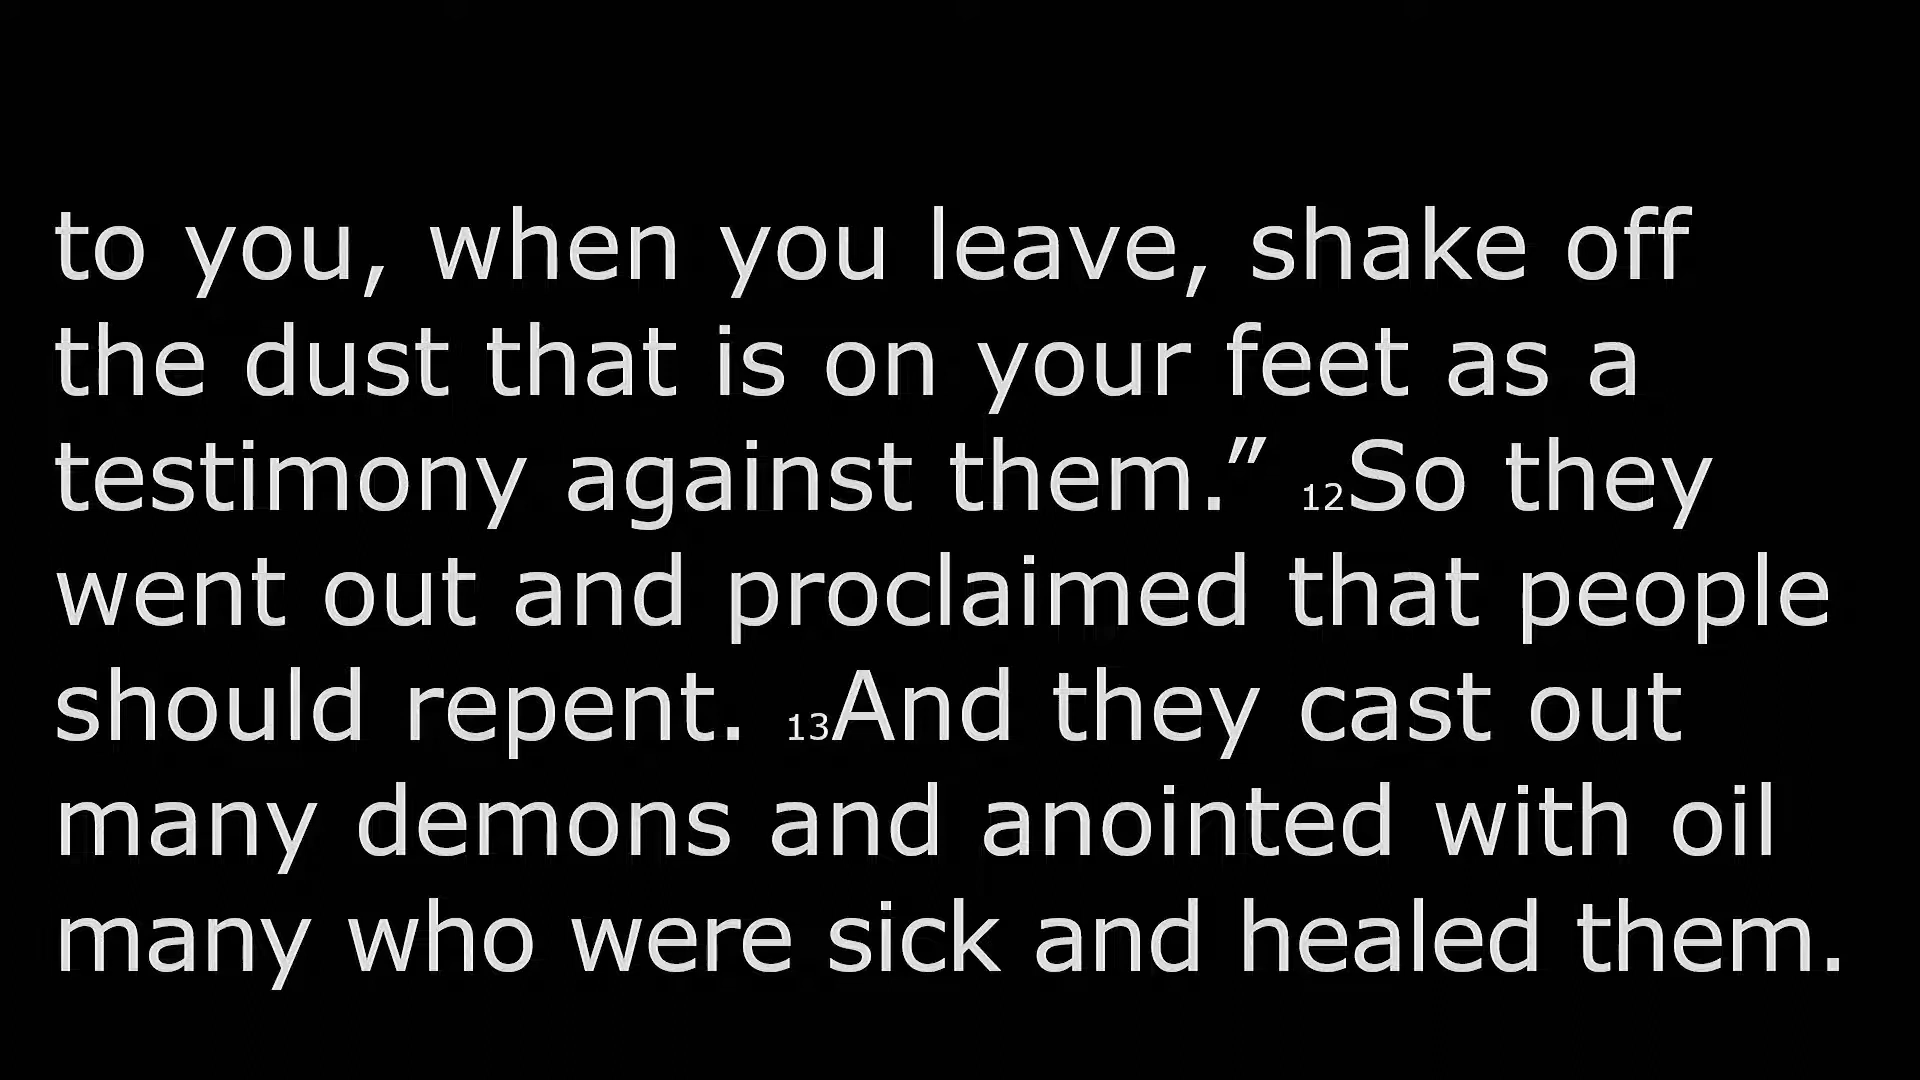 to you, when you leave, shake off
the dust that is on your feet as a
testimony against them.” 12So they
went out and proclaimed that people
should repent. 13And they cast out
many demons and anointed with oil
many who were sick and healed them.